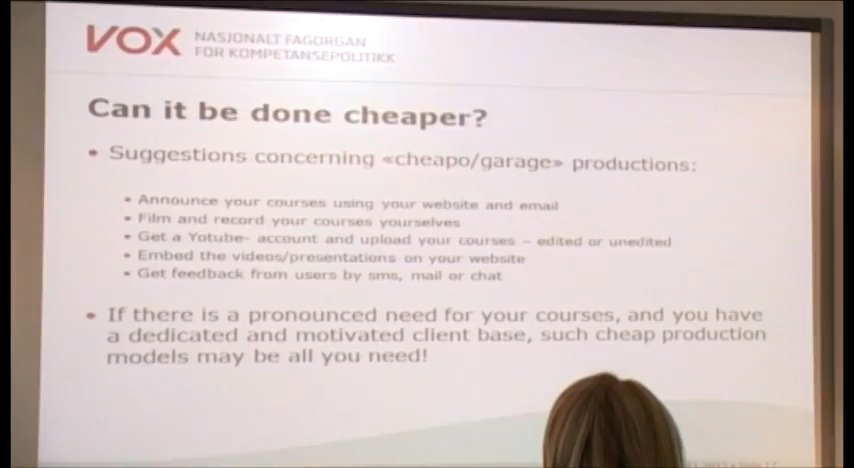 VOX NASJONALT FAGORGAN
FOR KOMPETANSEPOLITIKK
Can it be done cheaper?
• Suggestions concerning «cheapo/garage» productions:
• Announce your courses using your website and email
• Film and record your courses yourselves
• Get a Yotube- account and upload your courses – edited or unedited
• Embed the videos/presentations on your website
• Get feedback from users by sms, mail or chat
• If there is a pronounced need for your courses, and you have
a dedicated and motivated client base, such cheap production
models may be all you need!